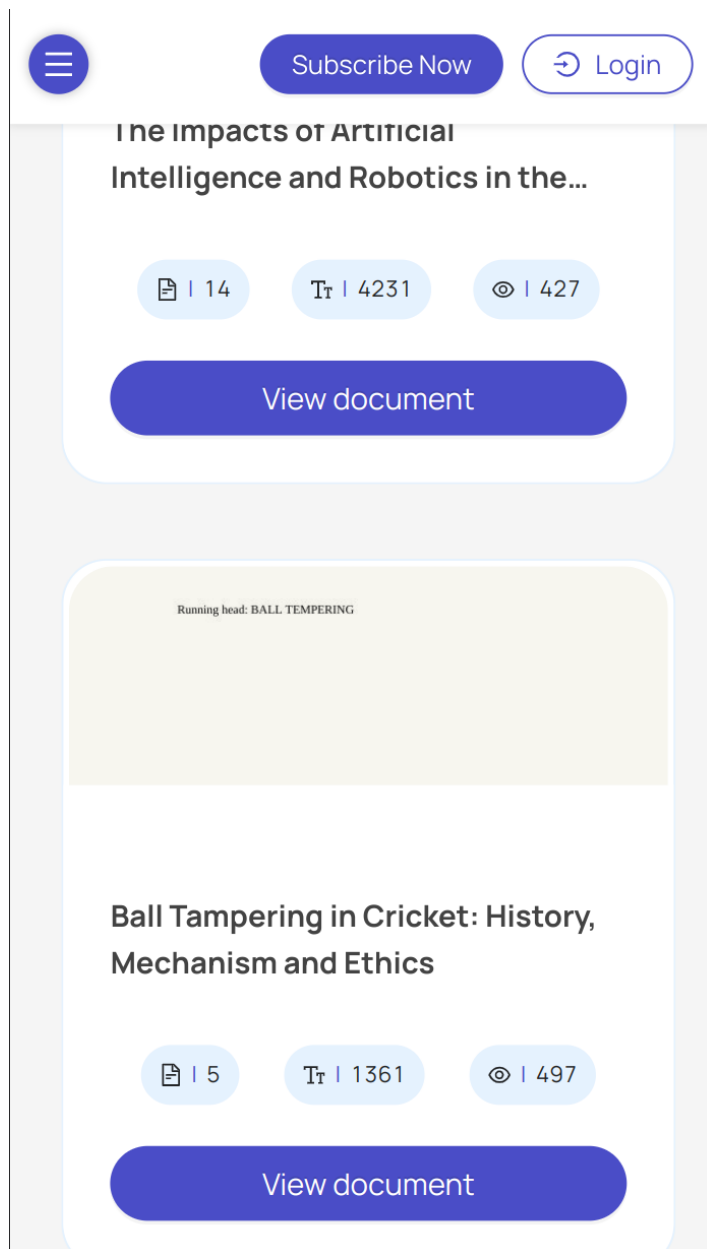 Subscribe Now
Login
The Impacts of Artificial
Intelligence and Robotics in the...
14
4231
427
View document
Running head: BALL TEMPERING
Ball Tampering in Cricket: History,
Mechanism and Ethics
5
1361
497
View document